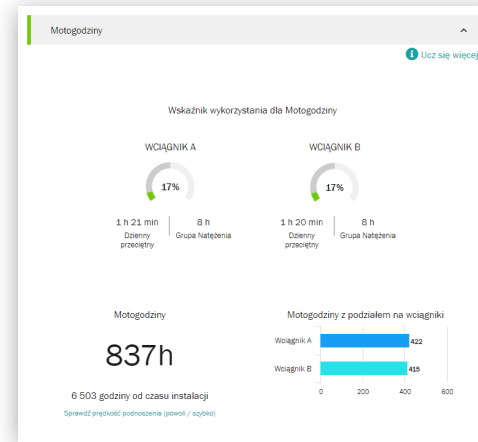 Motogodziny
Ucz się więcej
Wskaźnik wykorzystania dla Motogodziny
WCIĄGNIK A
WCIĄGNIK B
17%
17%
1 h 21 min
8 h
1 h 20 min
8 h
Dzienny
przeciętny
Grupa Natężenia
Dzienny
przeciętny
Grupa Natężenia
Motogodziny
837h
6 503 godziny od czasu instalacji
Sprawdź prędkość podnoszenia (powoli / szybko)
Motogodziny z podziałem na wciągniki
Wciągnik A
422
Wciągnik B
415
0 200 400 600